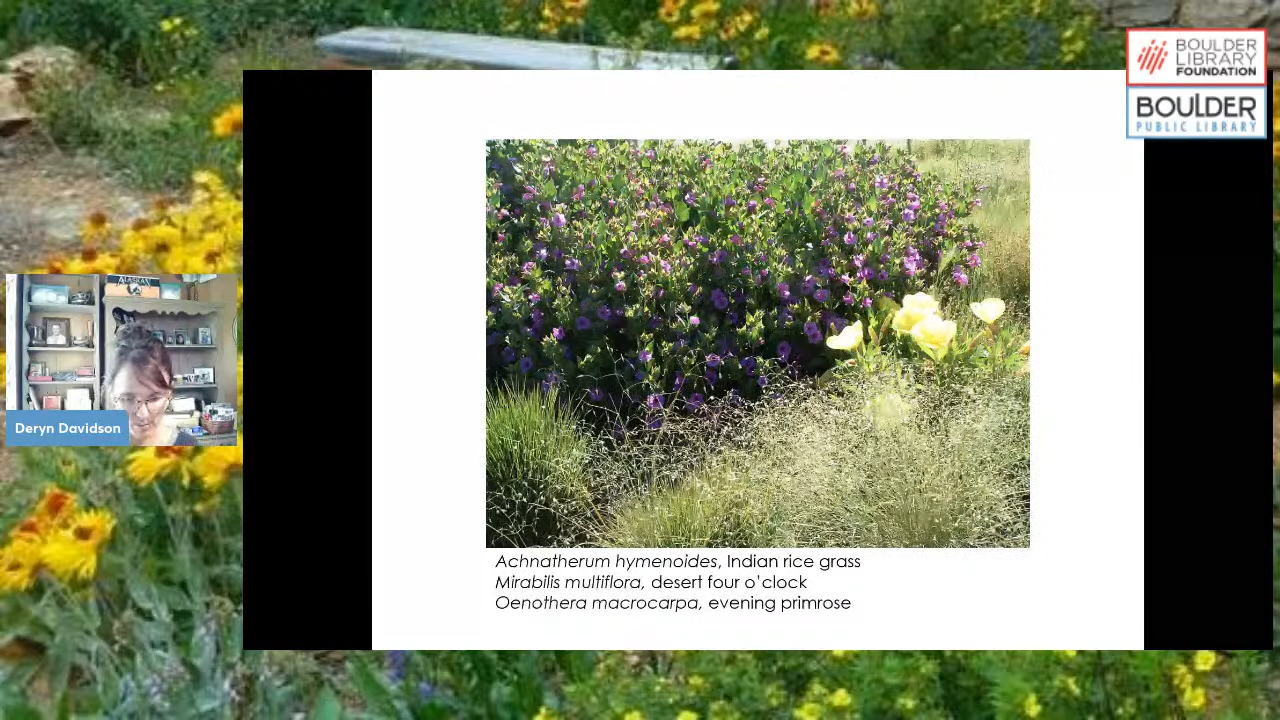 BOULDER
LIBRARY
FOUNDATION
BOULDER
PUBLIC LIBRARY
Deryn Davidson
Achnatherum hymenoides, Indian rice grass
Mirabilis multiflora, desert four o'clock
Oenothera macrocarpa, evening primrose